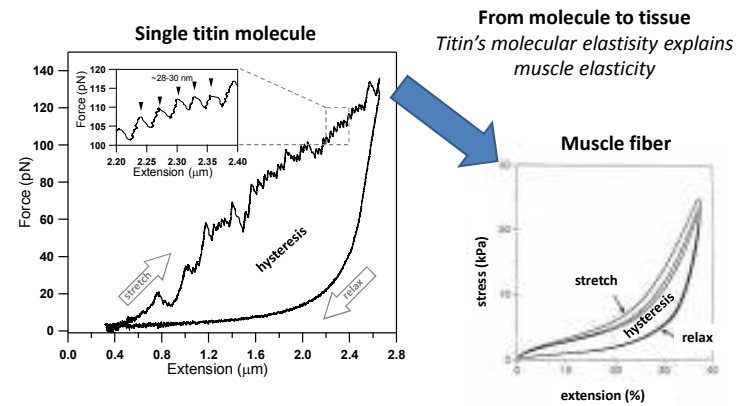 Single titin molecule
From molecule to tissue
Titin's molecular elastisity explains
muscle elasticity
140
120
100
80
60
40
20
0
Force (pN)
0.0 0.4 0.8 1.2 1.6 2.0 2.4 2.8
Extension (μm)
120
115
110
105
100
Force (pN)
~28-30 nm
2.20 2.25 2.30 2.35 2.40
Extension (μm)
stretch
hysteresis
relax
Muscle fiber
stress (kPa)
stretch
hysteresis
relax
0
extension (%)